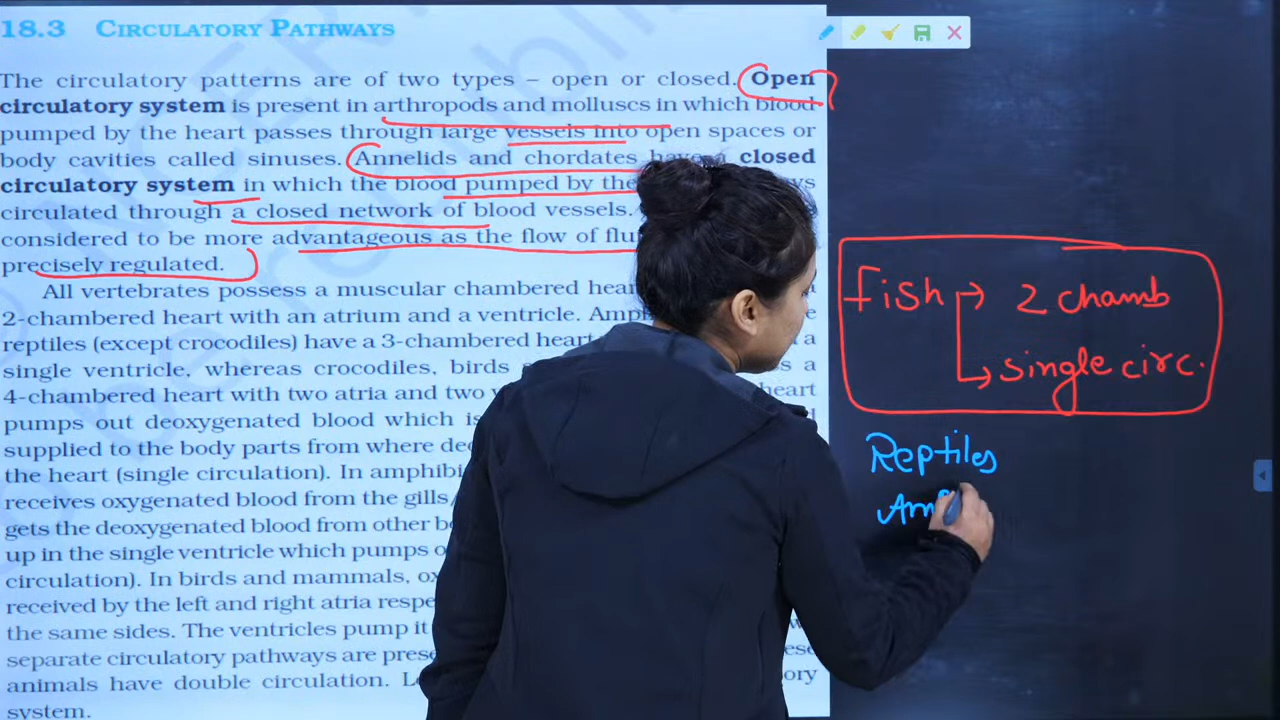 18.3 CIRCULATORY PATHWAYS
The circulatory patterns are of two types – open or closed. Open
circulatory system is present in arthropods and molluscs in which blood
pumped by the heart passes through large vessels into open spaces or
body cavities called sinuses. Annelids and chordates have a closed
circulatory system in which the blood pumped by the
circulated through a closed network of blood vessels.
considered to be more advantageous as the flow of
precisely regulated.
All vertebrates possess a muscular chambered
2-chambered heart with an atrium and a ventricle.
reptiles (except crocodiles) have a 3-chambered heart a
single ventricle, whereas crocodiles, birds a
4-chambered heart with two atria and two heart
pumps out deoxygenated blood which is
supplied to the body parts from where
the heart (single circulation). In
receives oxygenated blood from the gills/
gets the deoxygenated blood from other
up in the single ventricle which pumps
circulation). In birds and mammals,
received by the left and right atria
the same sides. The ventricles pump it
separate circulatory pathways are
animals have double circulation.
system.
fish → 2 chamb
→ single circ.
Reptiles